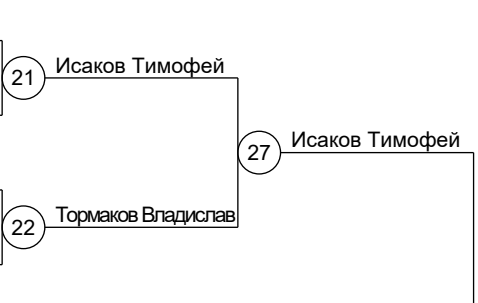 21 Исаков Тимофей
27 Исаков Тимофей
22 Тормаков Владислав